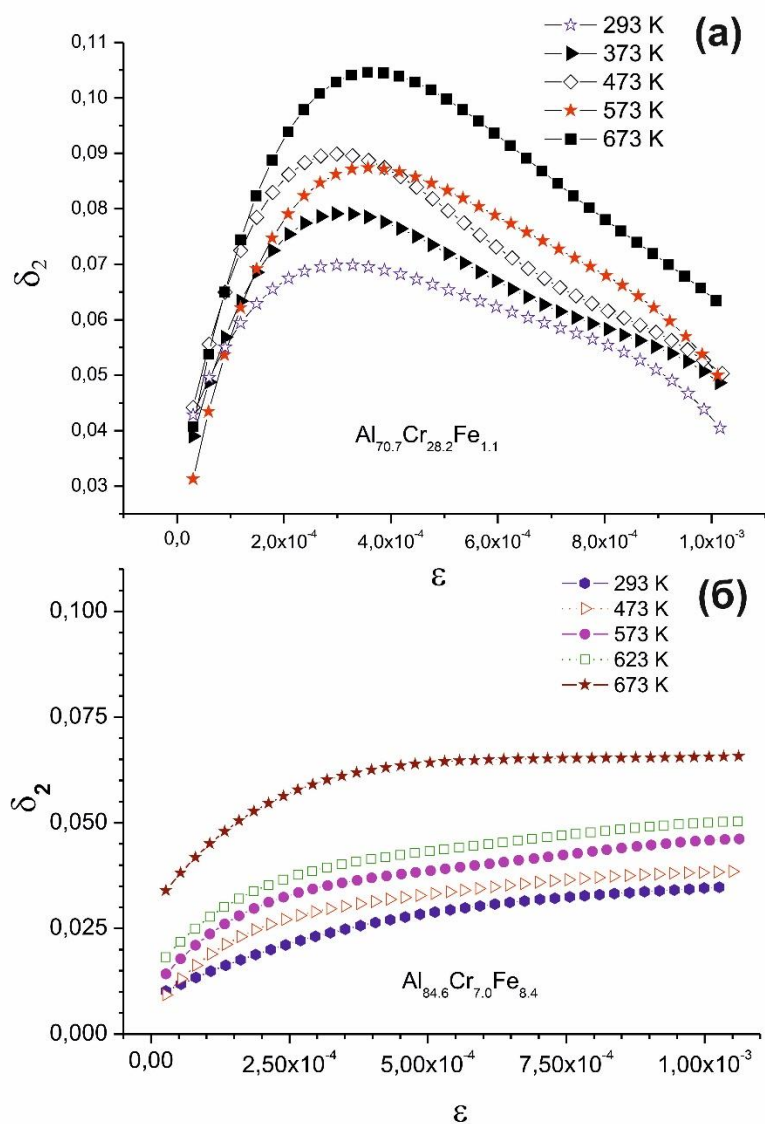 (а)
293 K
373 K
473 K
573 K
673 K
0,11
0,10
0,09
0,08
0,07
0,06
0,05
0,04
0,03
δ₂
Al₇₀.₇Cr₂₈.₂Fe₁.₁
0,0 2,0x10⁻⁴ 4,0x10⁻⁴ 6,0x10⁻⁴ 8,0x10⁻⁴ 1,0x10⁻³
ε
(б)
293 K
473 K
573 K
623 K
673 K
0,100
0,075
0,050
0,025
0,000
δ₂
Al₈₄.₆Cr₇.₀Fe₈.₄
0,00 2,50x10⁻⁴ 5,00x10⁻⁴ 7,50x10⁻⁴ 1,00x10⁻³
ε